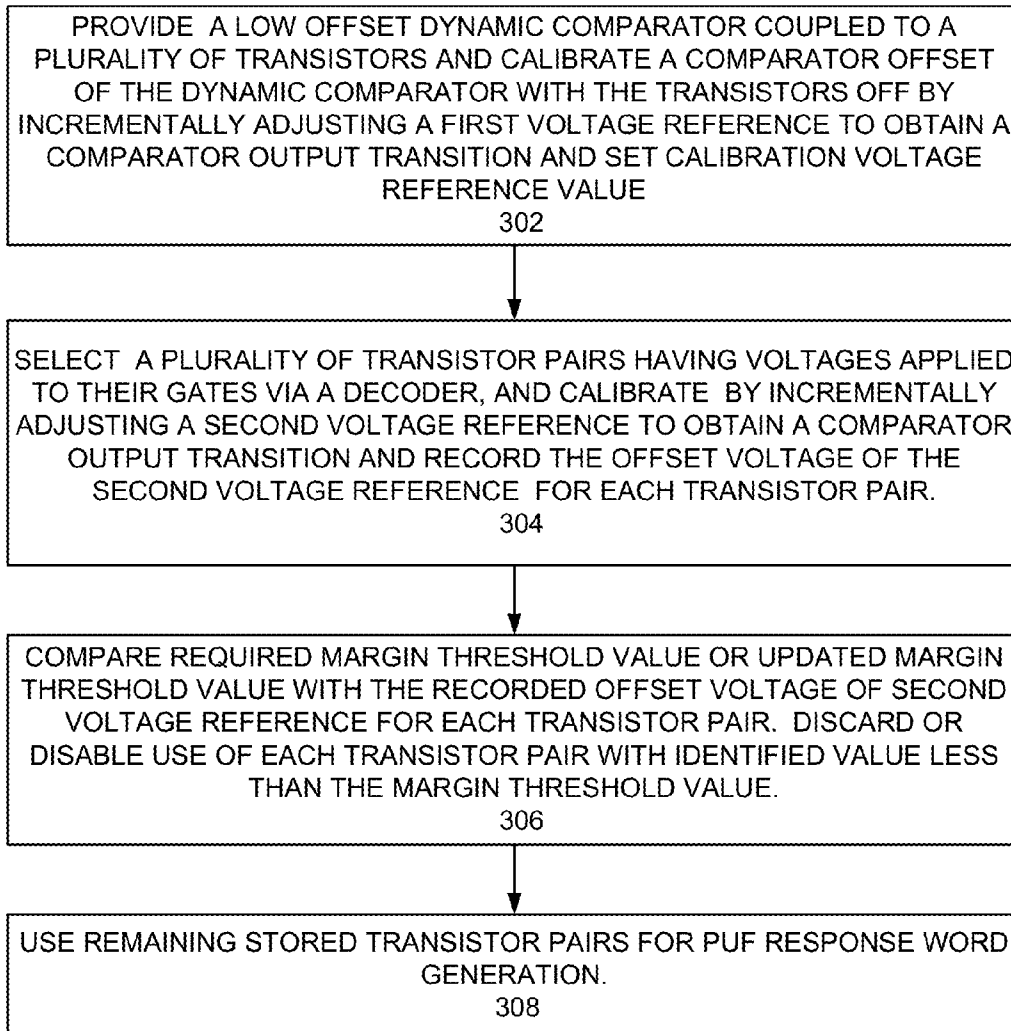 PROVIDE A LOW OFFSET DYNAMIC COMPARATOR COUPLED TO A
PLURALITY OF TRANSISTORS AND CALIBRATE A COMPARATOR OFFSET
OF THE DYNAMIC COMPARATOR WITH THE TRANSISTORS OFF BY
INCREMENTALLY ADJUSTING A FIRST VOLTAGE REFERENCE TO OBTAIN A
COMPARATOR OUTPUT TRANSITION AND SET CALIBRATION VOLTAGE
REFERENCE VALUE
302
SELECT A PLURALITY OF TRANSISTOR PAIRS HAVING VOLTAGES APPLIED
TO THEIR GATES VIA A DECODER, AND CALIBRATE BY INCREMENTALLY
ADJUSTING A SECOND VOLTAGE REFERENCE TO OBTAIN A COMPARATOR
OUTPUT TRANSITION AND RECORD THE OFFSET VOLTAGE OF THE
SECOND VOLTAGE REFERENCE FOR EACH TRANSISTOR PAIR.
304
COMPARE REQUIRED MARGIN THRESHOLD VALUE OR UPDATED MARGIN
THRESHOLD VALUE WITH THE RECORDED OFFSET VOLTAGE OF SECOND
VOLTAGE REFERENCE FOR EACH TRANSISTOR PAIR. DISCARD OR
DISABLE USE OF EACH TRANSISTOR PAIR WITH IDENTIFIED VALUE LESS
THAN THE MARGIN THRESHOLD VALUE.
306
USE REMAINING STORED TRANSISTOR PAIRS FOR PUF RESPONSE WORD
GENERATION.
308